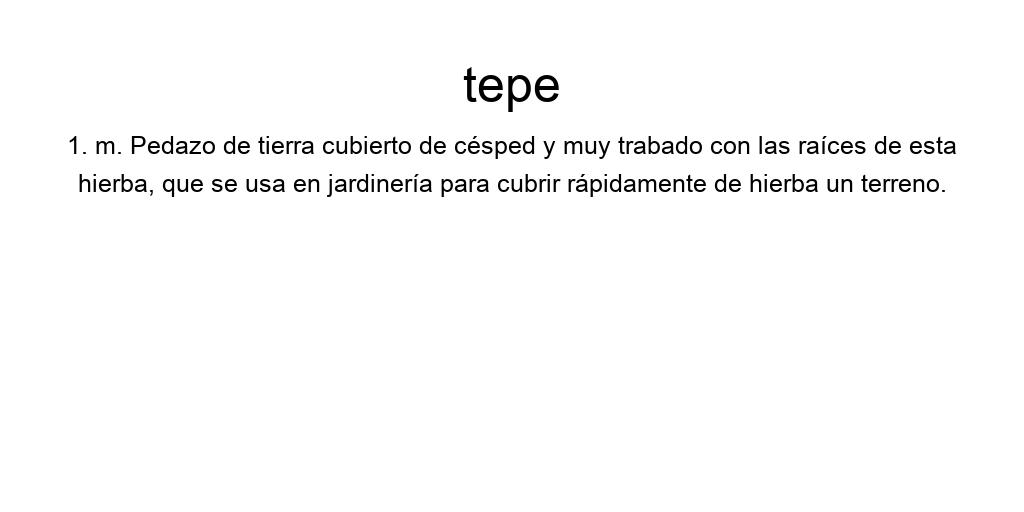 tepe
1. m. Pedazo de tierra cubierto de césped y muy trabado con las raíces de esta
hierba, que se usa en jardinería para cubrir rápidamente de hierba un terreno.